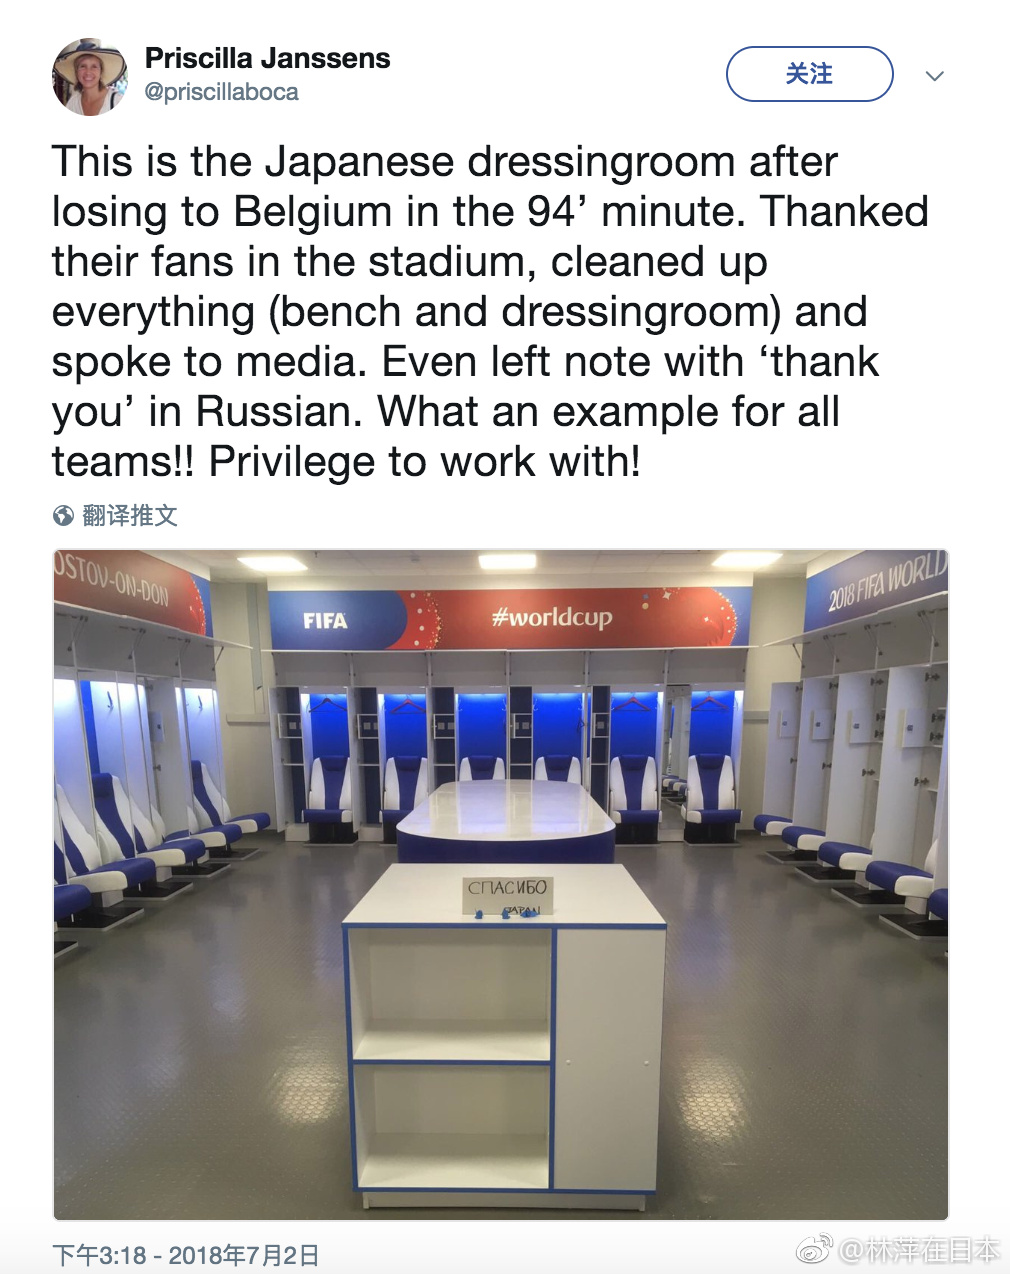 Priscilla Janssens
@priscillaboca
关注
This is the Japanese dressingroom after
losing to Belgium in the 94’ minute. Thanked
their fans in the stadium, cleaned up
everything (bench and dressingroom) and
spoke to media. Even left note with ‘thank
you’ in Russian. What an example for all
teams!! Privilege to work with!
翻译推文
OSTOV-ON-DON
FIFA
#worldcup
2018 FIFA WORLD
СПАСИБО
JAPAN
下午3:18 - 2018年7月2日
@林萍在日本